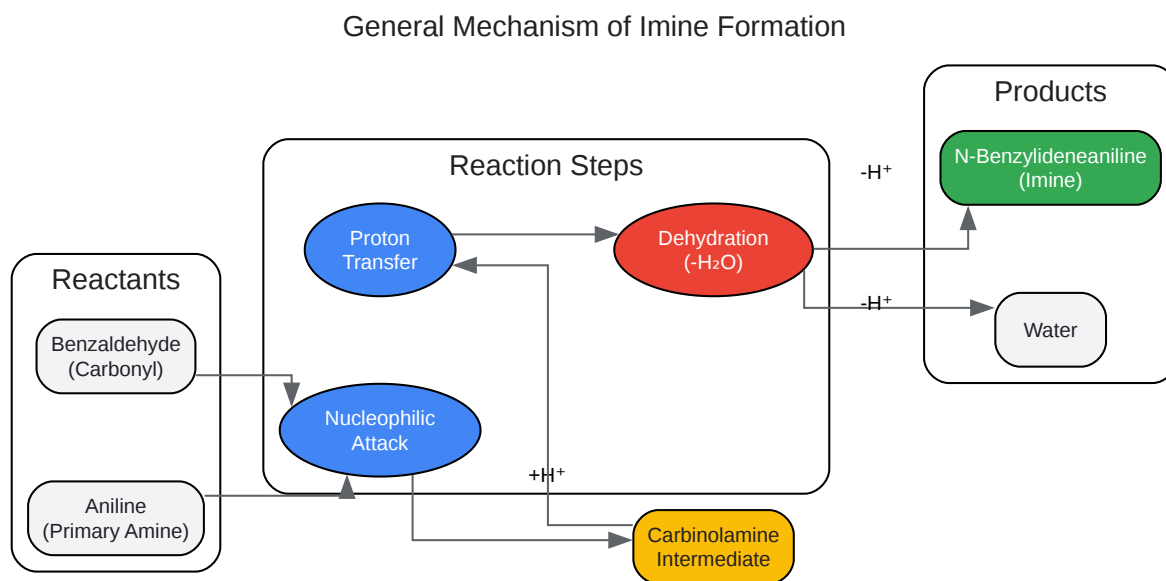 General Mechanism of Imine Formation
Reactants
Benzaldehyde
(Carbonyl)
Aniline
(Primary Amine)
Reaction Steps
Proton
Transfer
Dehydration
(-H₂O)
Nucleophilic
Attack
+H⁺
Carbinolamine
Intermediate
-H⁺
-H⁺
Products
N-Benzylideneaniline
(Imine)
Water